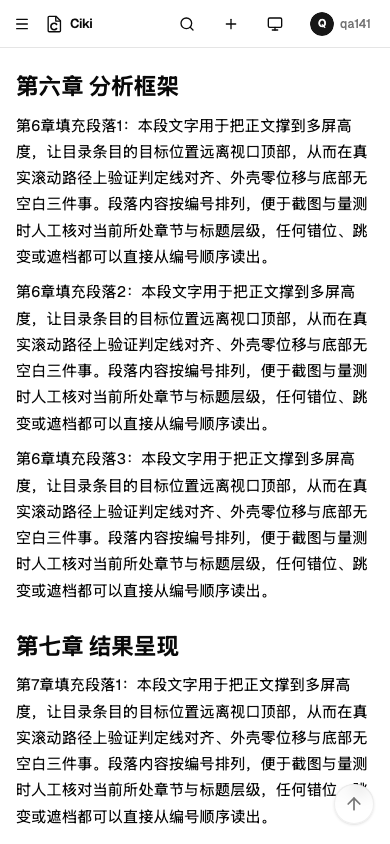 Ciki
Q qa141
第六章 分析框架
第6章填充段落1：本段文字用于把正文撑到多屏高
度，让目录条目的目标位置远离视口顶部，从而在真
实滚动路径上验证判定线对齐、外壳零位移与底部无
空白三件事。段落内容按编号排列，便于截图与量测
时人工核对当前所处章节与标题层级，任何错位、跳
变或遮档都可以直接从编号顺序读出。
第6章填充段落2：本段文字用于把正文撑到多屏高
度，让目录条目的目标位置远离视口顶部，从而在真
实滚动路径上验证判定线对齐、外壳零位移与底部无
空白三件事。段落内容按编号排列，便于截图与量测
时人工核对当前所处章节与标题层级，任何错位、跳
变或遮档都可以直接从编号顺序读出。
第6章填充段落3：本段文字用于把正文撑到多屏高
度，让目录条目的目标位置远离视口顶部，从而在真
实滚动路径上验证判定线对齐、外壳零位移与底部无
空白三件事。段落内容按编号排列，便于截图与量测
时人工核对当前所处章节与标题层级，任何错位、跳
变或遮档都可以直接从编号顺序读出。
第七章 结果呈现
第7章填充段落1：本段文字用于把正文撑到多屏高
度，让目录条目的目标位置远离视口顶部，从而在真
实滚动路径上验证判定线对齐、外壳零位移与底部无
空白三件事。段落内容按编号排列，便于截图与量测
时人工核对当前所处章节与标题层级，任何错位
变或遮档都可以直接从编号顺序读出。